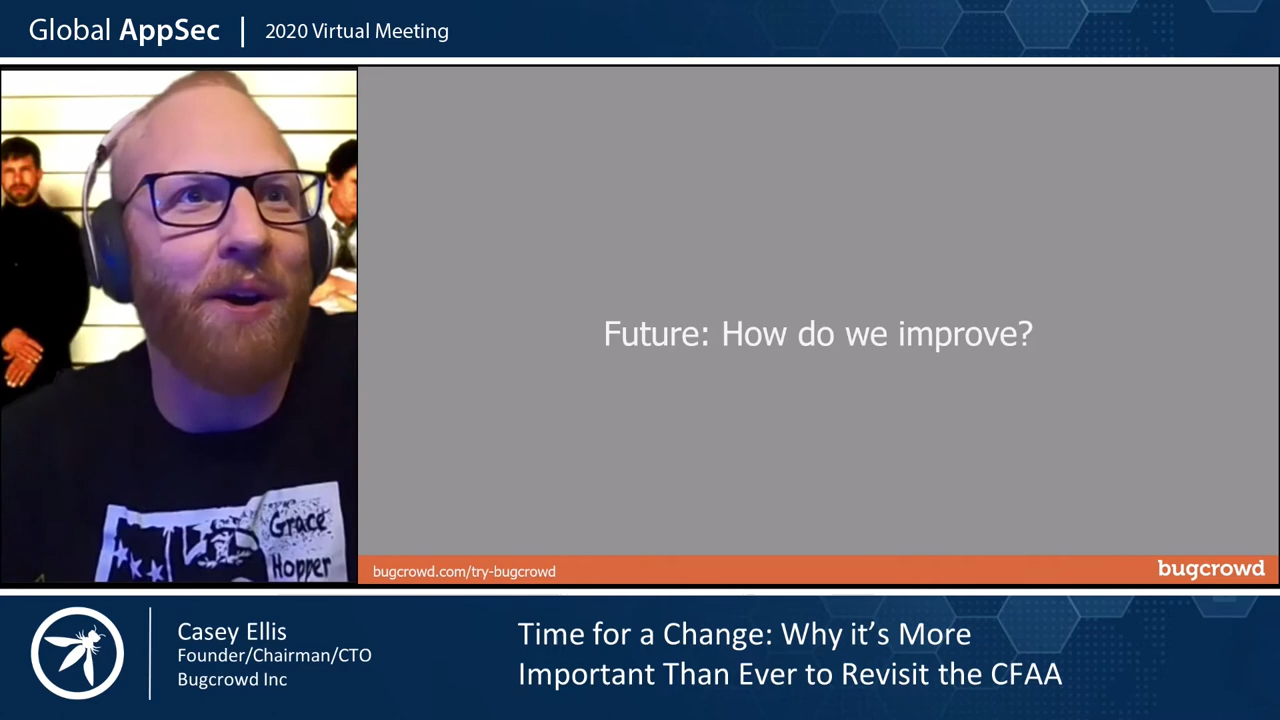 Global AppSec | 2020 Virtual Meeting
Future: How do we improve?
Grace
Hopper
bugcrowd.com/try-bugcrowd
bugcrowd
Casey Ellis
Founder/Chairman/CTO
Bugcrowd Inc
Time for a Change: Why it’s More
Important Than Ever to Revisit the CFAA